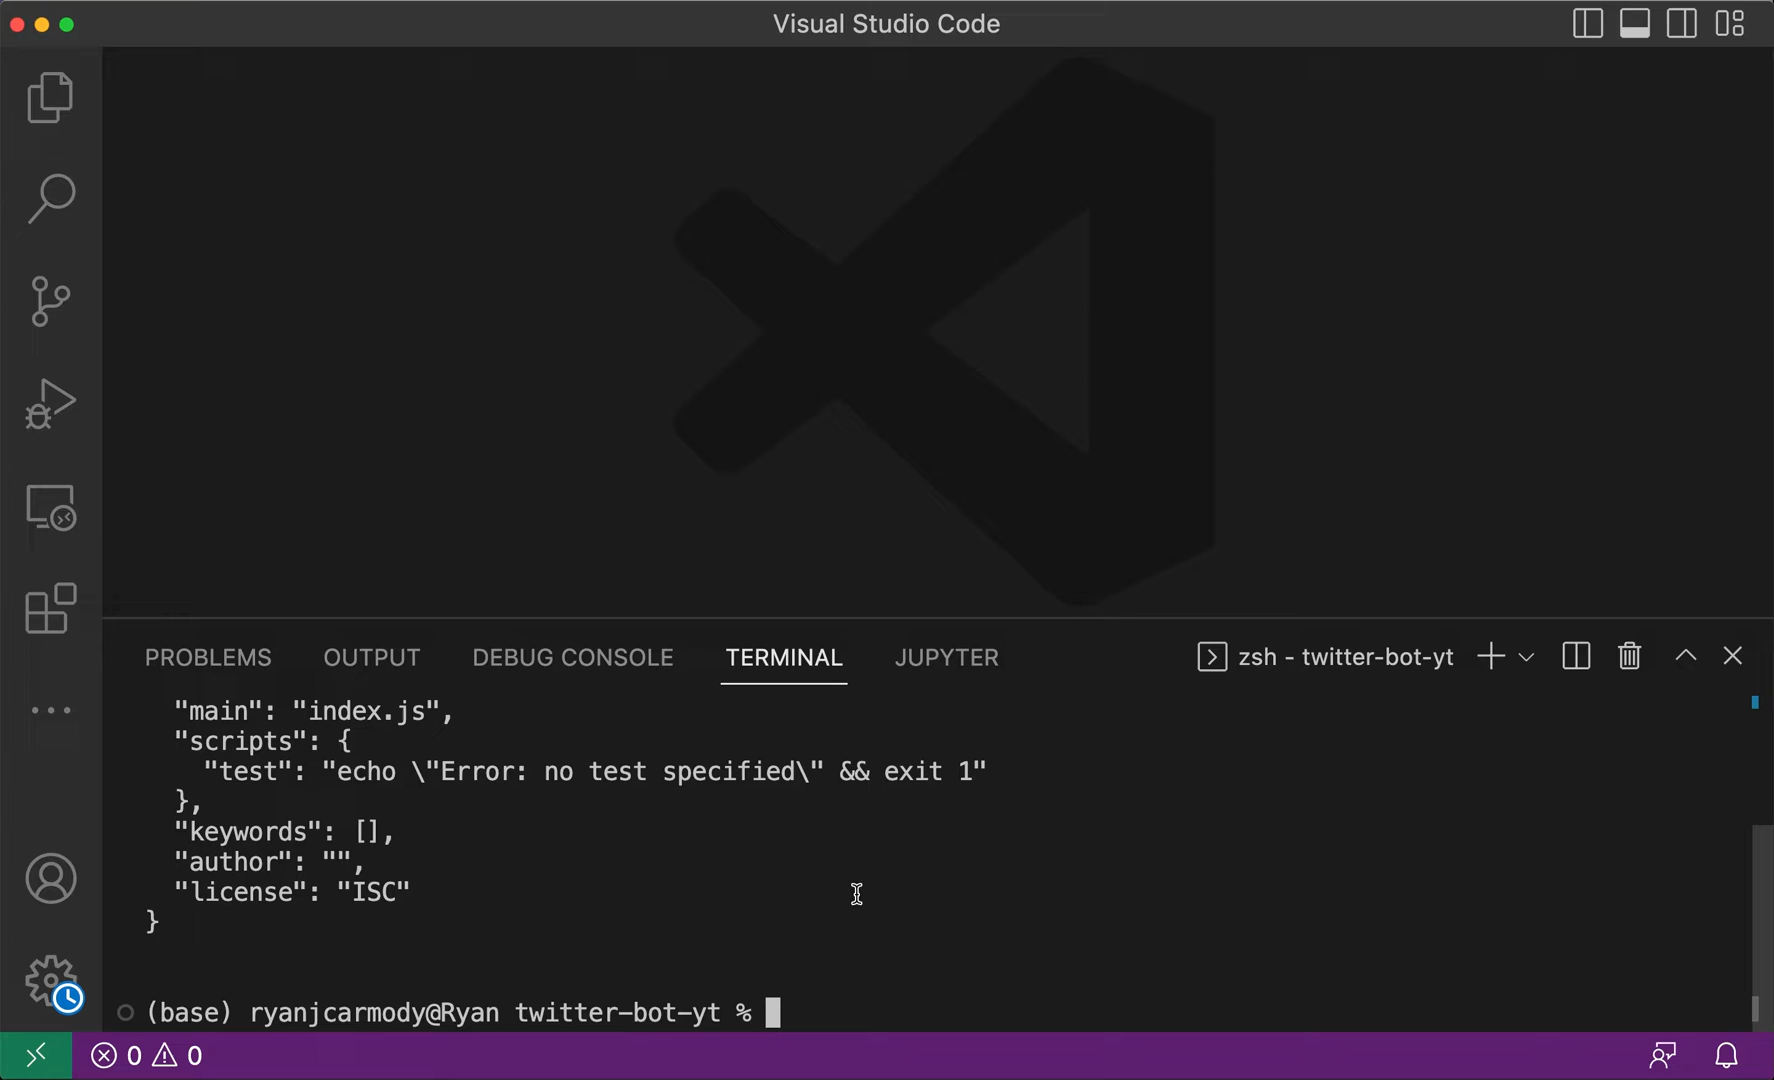 Visual Studio Code
PROBLEMS OUTPUT DEBUG CONSOLE TERMINAL JUPYTER zsh - twitter-bot-yt
"main": "index.js",
"scripts": {
"test": "echo \"Error: no test specified\" && exit 1"
},
"keywords": [],
"author": "",
"license": "ISC"
}
(base) ryanjcarmody@Ryan twitter-bot-yt %
0 0